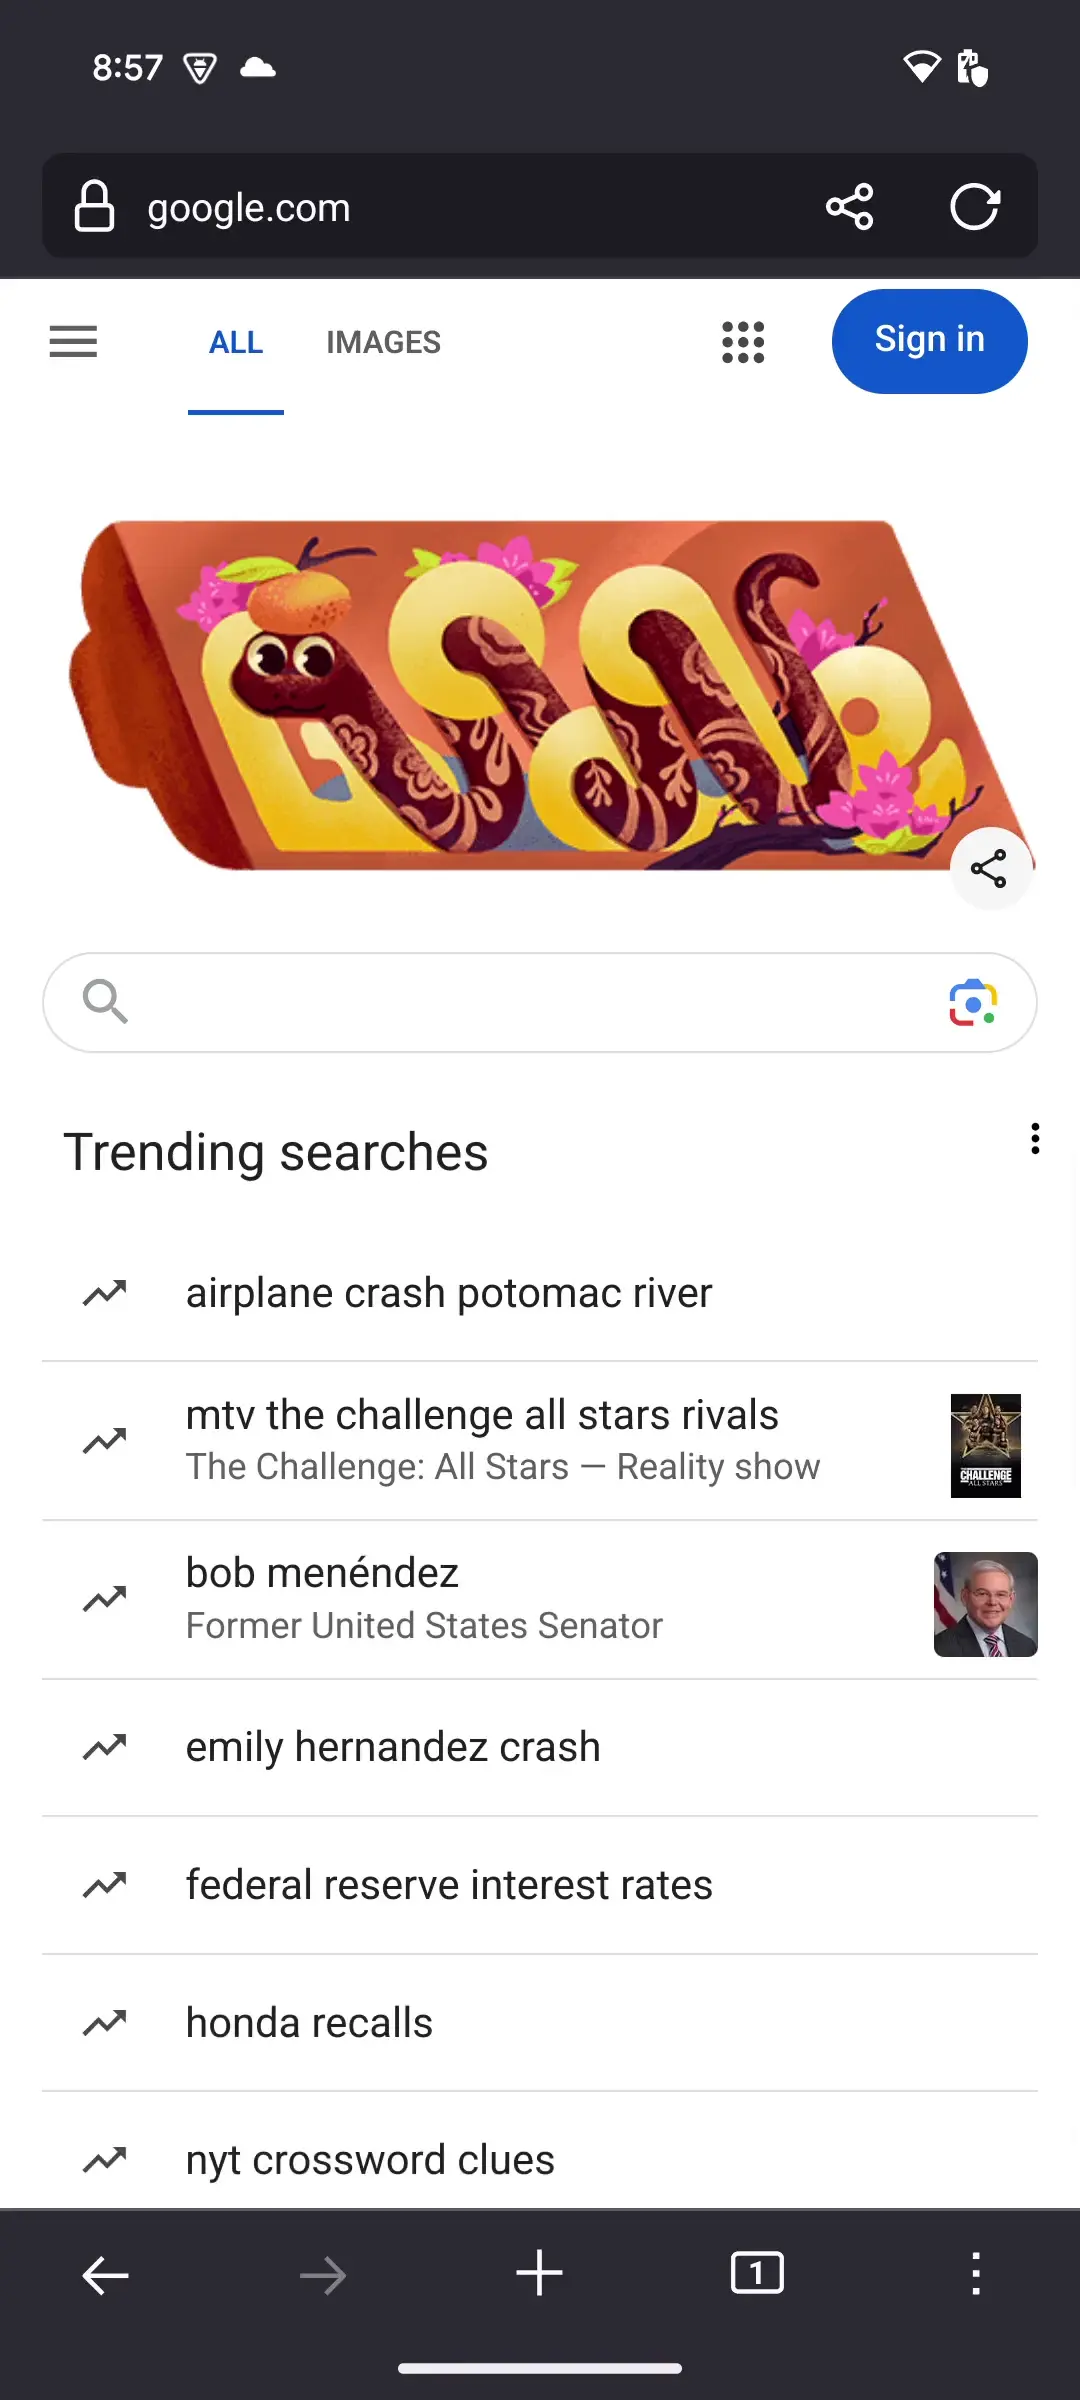 8:57
google.com
ALL IMAGES Sign in
Trending searches
airplane crash potomac river
mtv the challenge all stars rivals
The Challenge: All Stars — Reality show
CHALLENGE
ALL STARS
bob menéndez
Former United States Senator
emily hernandez crash
federal reserve interest rates
honda recalls
nyt crossword clues
1